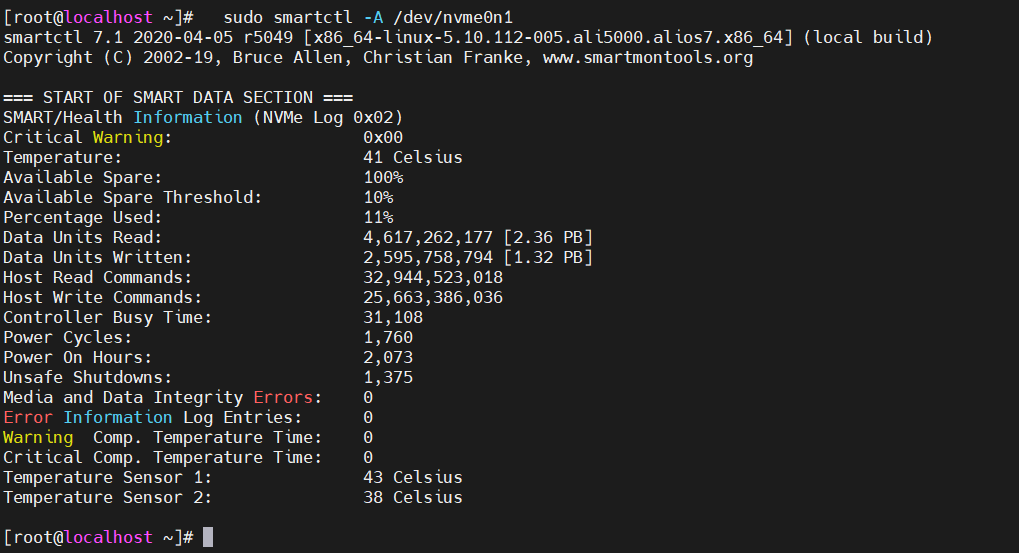 [root@localhost ~]#   sudo smartctl -A /dev/nvme0n1
smartctl 7.1 2020-04-05 r5049 [x86_64-linux-5.10.112-005.ali5000.alios7.x86_64] (local build)
Copyright (C) 2002-19, Bruce Allen, Christian Franke, www.smartmontools.org
=== START OF SMART DATA SECTION ===
SMART/Health Information (NVMe Log 0x02)
Critical Warning:                   0x00
Temperature:                        41 Celsius
Available Spare:                    100%
Available Spare Threshold:          10%
Percentage Used:                    11%
Data Units Read:                    4,617,262,177 [2.36 PB]
Data Units Written:                 2,595,758,794 [1.32 PB]
Host Read Commands:                 32,944,523,018
Host Write Commands:                25,663,386,036
Controller Busy Time:               31,108
Power Cycles:                       1,760
Power On Hours:                     2,073
Unsafe Shutdowns:                   1,375
Media and Data Integrity Errors:    0
Error Information Log Entries:      0
Warning  Comp. Temperature Time:    0
Critical Comp. Temperature Time:    0
Temperature Sensor 1:               43 Celsius
Temperature Sensor 2:               38 Celsius
[root@localhost ~]#